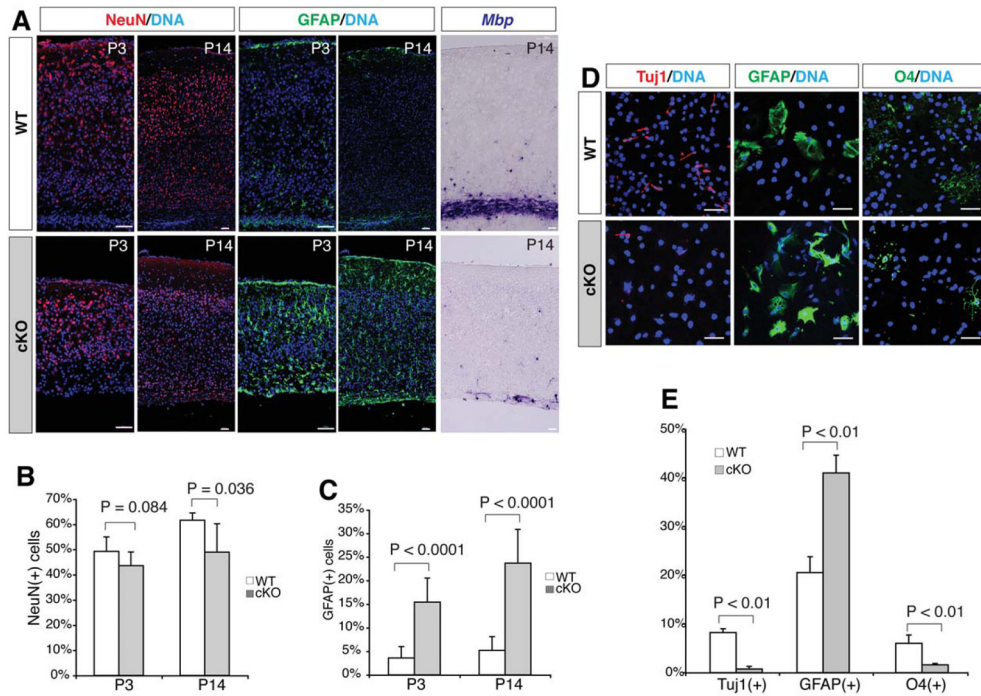 A
NeuN/DNA GFAP/DNA Mbp
WT
P3 P14 P3 P14 P14
cKO
P3 P14 P3 P14 P14
D
Tuj1/DNA GFAP/DNA O4/DNA
WT
cKO
B
NeuN(+) cells
70%
60%
50%
40%
30%
20%
10%
0%
P = 0.084
P = 0.036
WT
cKO
P3 P14
C
GFAP(+) cells
35%
30%
25%
20%
15%
10%
5%
0%
P < 0.0001
P < 0.0001
WT
cKO
P3 P14
E
50%
40%
30%
20%
10%
0%
WT
cKO
P < 0.01
P < 0.01
P < 0.01
Tuj1(+) GFAP(+) O4(+)